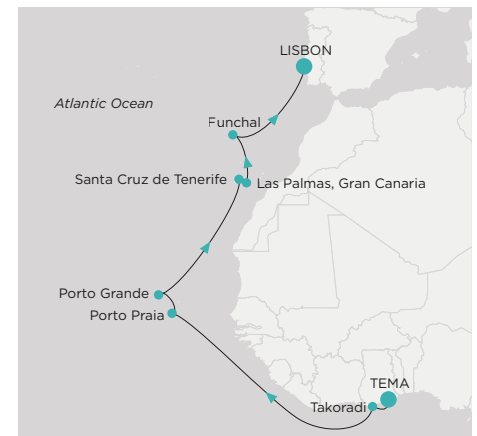 LISBON
Atlantic Ocean
Funchal
Santa Cruz de Tenerife
Las Palmas, Gran Canaria
Porto Grande
Porto Praia
TEMA
Takoradi